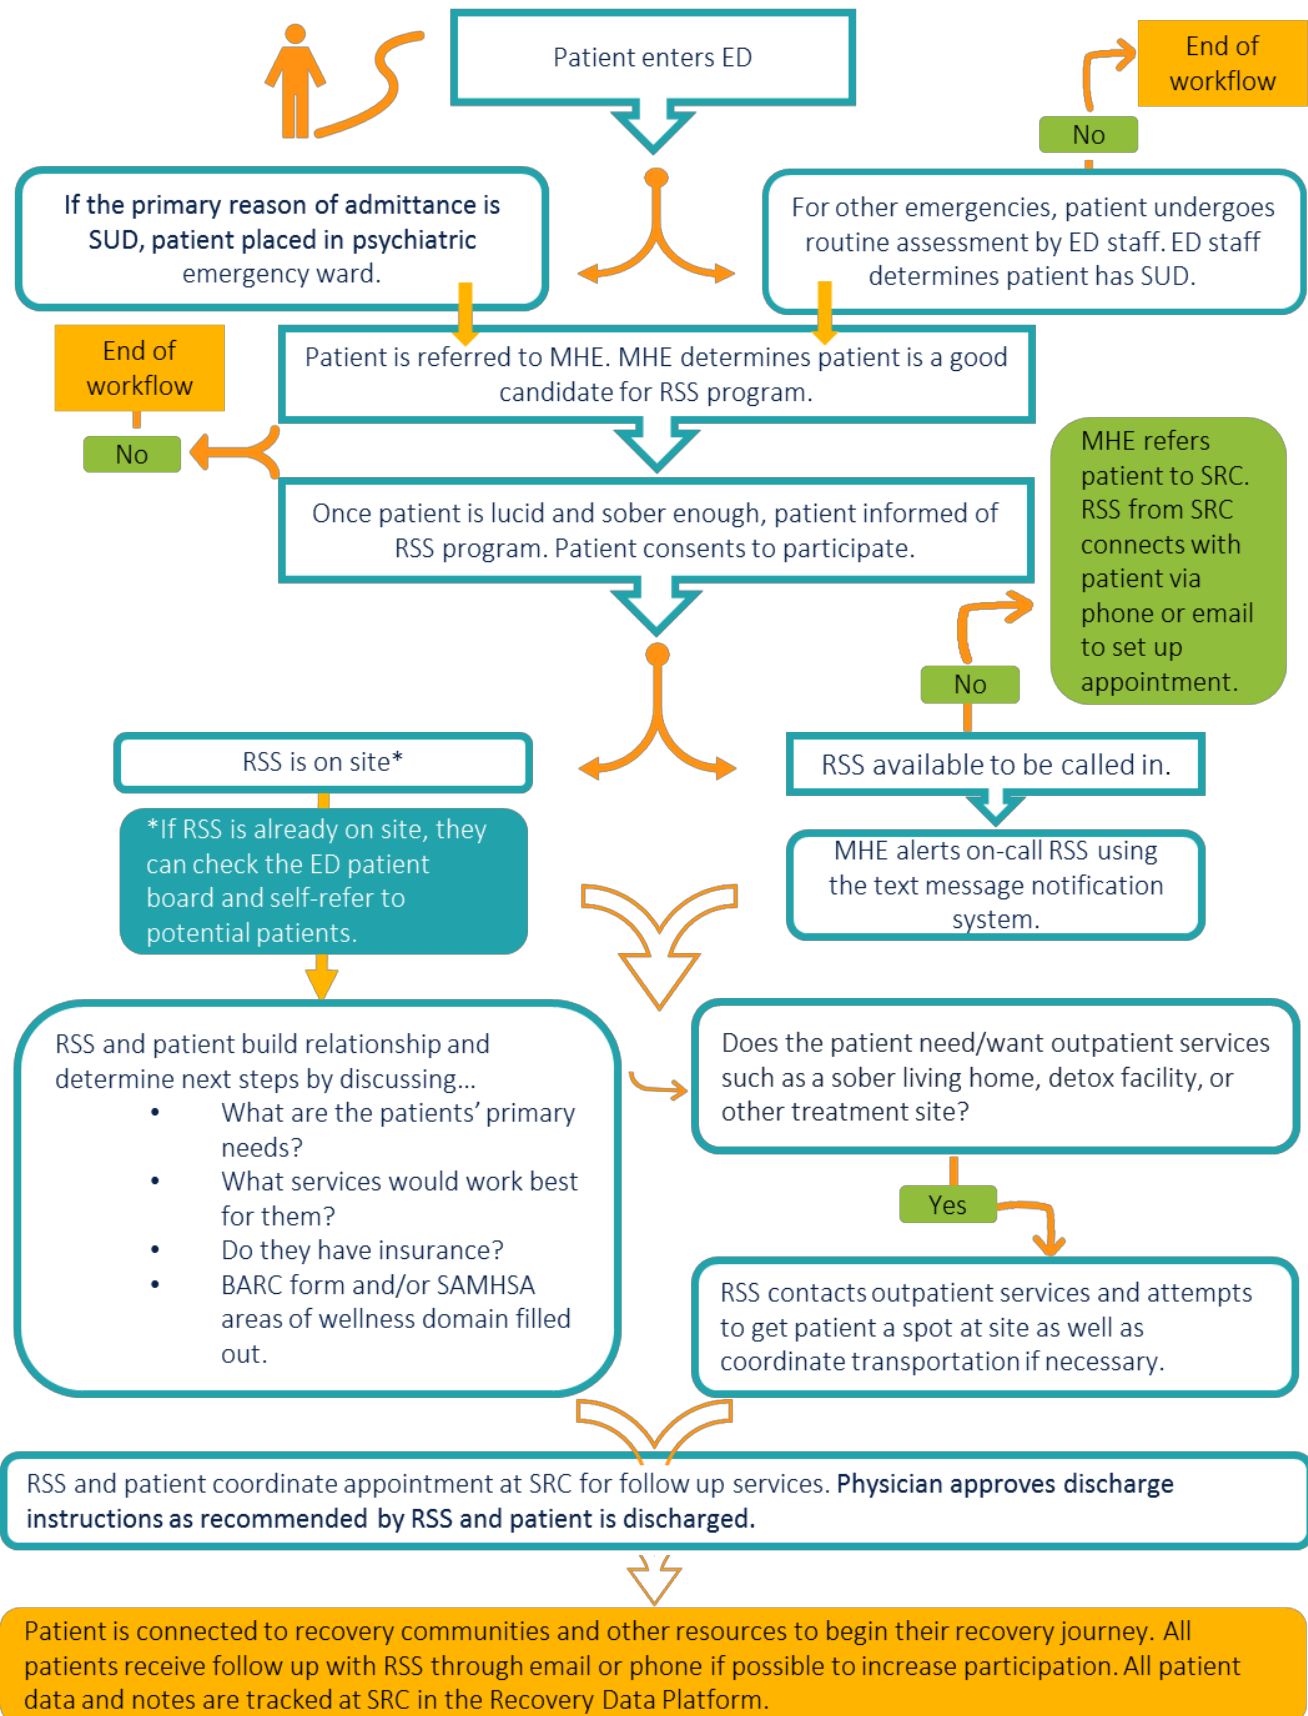 Patient enters ED
End of
workflow
No
If the primary reason of admittance is
SUD, patient placed in psychiatric
emergency ward.
For other emergencies, patient undergoes
routine assessment by ED staff. ED staff
determines patient has SUD.
End of
workflow
No
Patient is referred to MHE. MHE determines patient is a good
candidate for RSS program.
Once patient is lucid and sober enough, patient informed of
RSS program. Patient consents to participate.
MHE refers
patient to SRC.
RSS from SRC
connects with
patient via
phone or email
to set up
appointment.
No
RSS is on site*
RSS available to be called in.
*If RSS is already on site, they
can check the ED patient
board and self-refer to
potential patients.
MHE alerts on-call RSS using
the text message notification
system.
RSS and patient build relationship and
determine next steps by discussing...
• What are the patients' primary
needs?
• What services would work best
for them?
• Do they have insurance?
• BARC form and/or SAMHSA
areas of wellness domain filled
out.
Does the patient need/want outpatient services
such as a sober living home, detox facility, or
other treatment site?
Yes
RSS contacts outpatient services and attempts
to get patient a spot at site as well as
coordinate transportation if necessary.
RSS and patient coordinate appointment at SRC for follow up services. Physician approves discharge
instructions as recommended by RSS and patient is discharged.
Patient is connected to recovery communities and other resources to begin their recovery journey. All
patients receive follow up with RSS through email or phone if possible to increase participation. All patient
data and notes are tracked at SRC in the Recovery Data Platform.